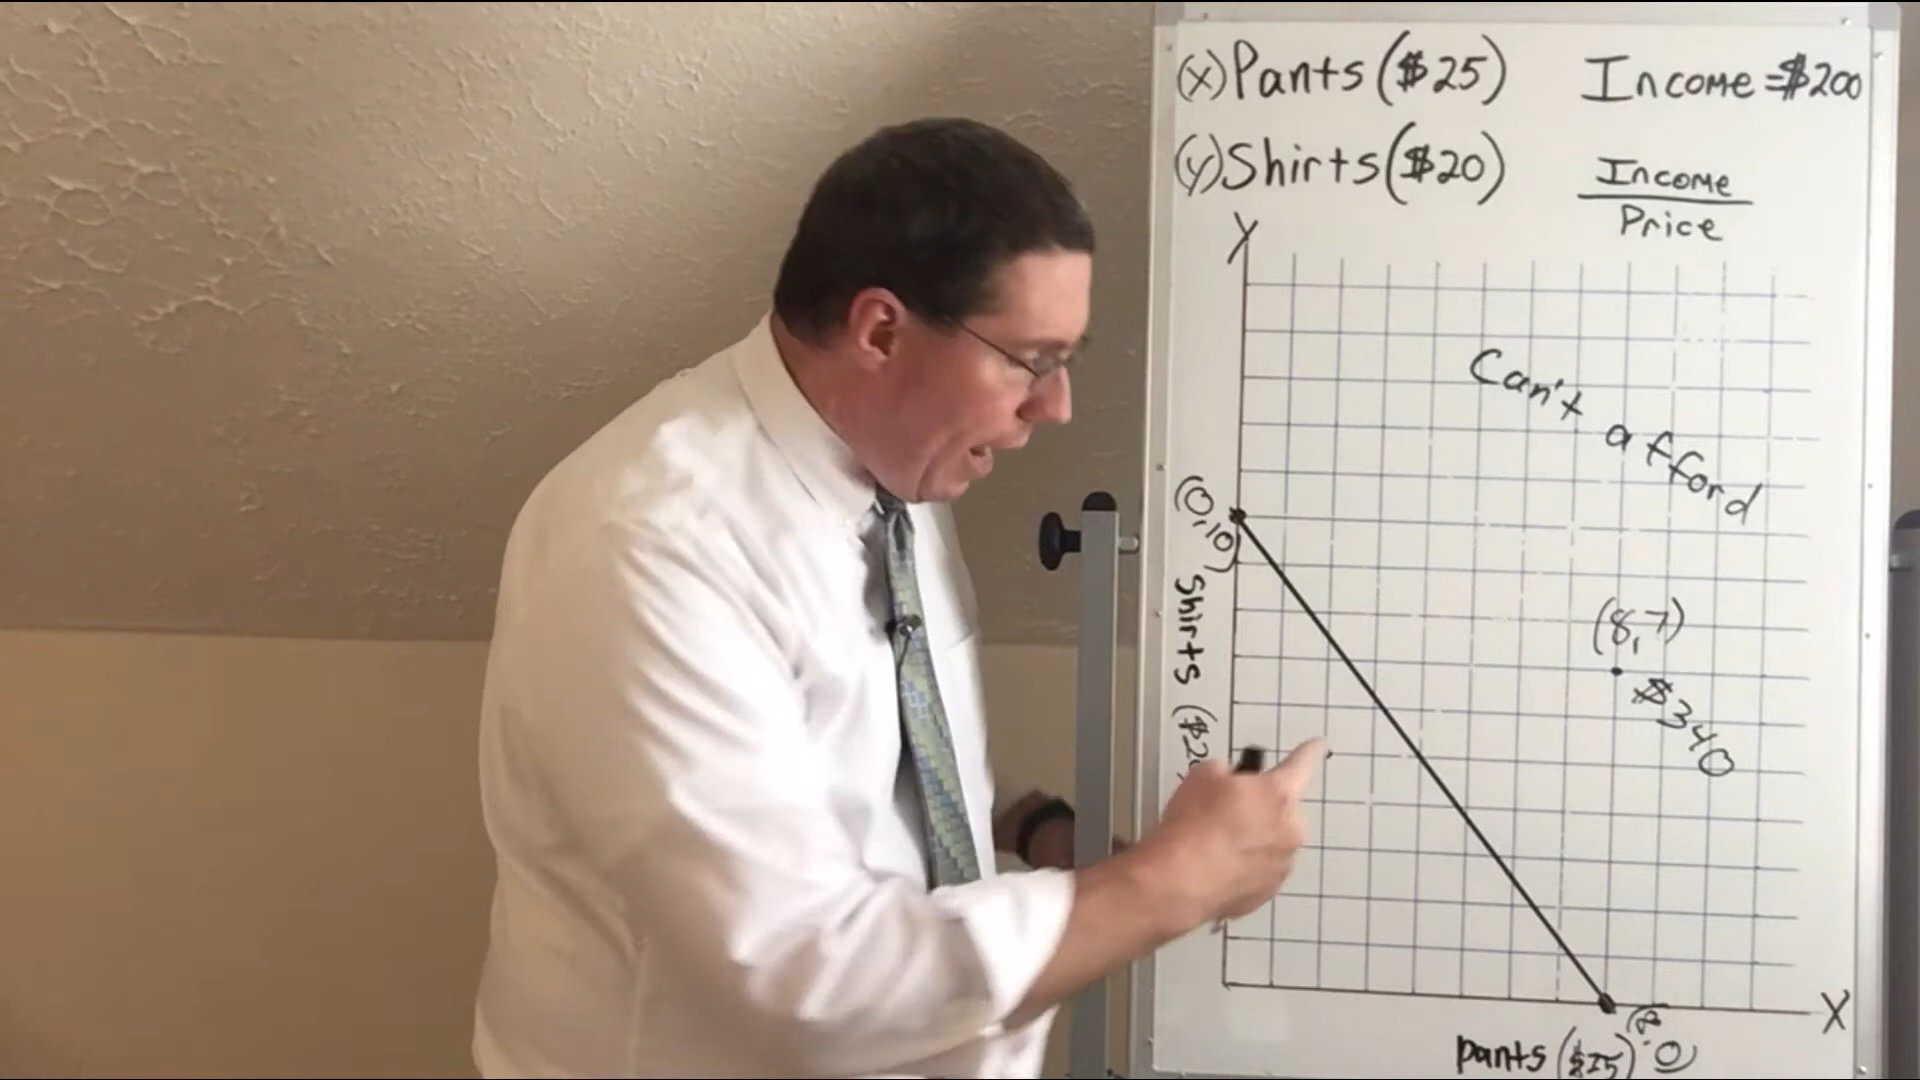 (x) Pants ($25)
Income = $200
(y) Shirts ($20)
Income
Price
Y
Can't afford
(0,10)
Shirts ($20
(8,7)
$340
X
(8,0)
pants ($25)